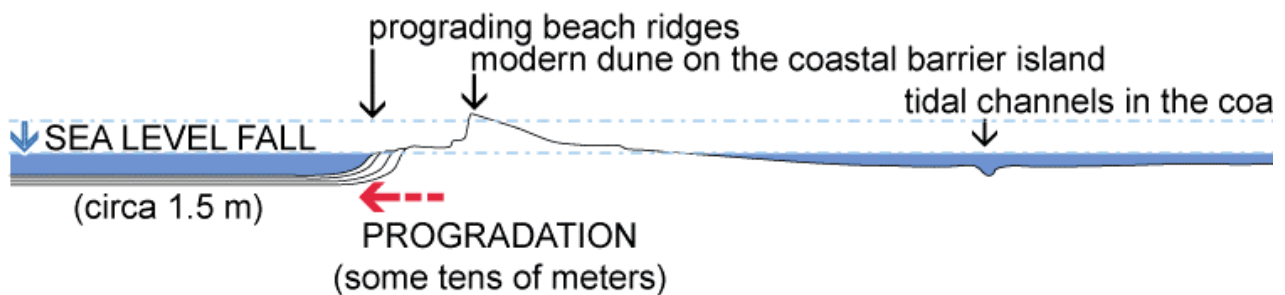 prograding beach ridges
modern dune on the coastal barrier island
tidal channels in the coa
SEA LEVEL FALL
(circa 1.5 m)
PROGRADATION
(some tens of meters)